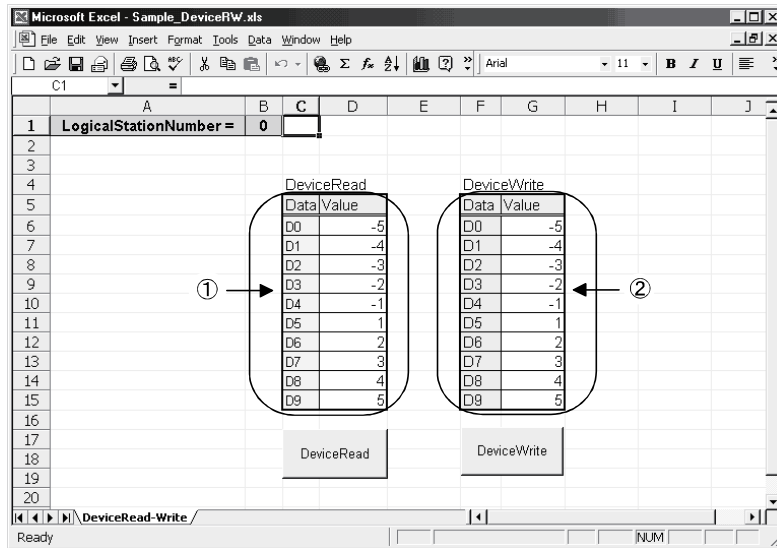 Microsoft Excel - Sample_DeviceRW.xls
File Edit View Insert Format Tools Data Window Help
Arial 11 B I U
C1 =
A B C D E F G H I J
1 LogicalStationNumber = 0
2
3
4 DeviceRead DeviceWrite
5 Data Value Data Value
6 D0 -5 D0 -5
7 D1 -4 D1 -4
8 D2 -3 D2 -3
9 ① D3 -2 D3 -2 ②
10 D4 -1 D4 -1
11 D5 1 D5 1
12 D6 2 D6 2
13 D7 3 D7 3
14 D8 4 D8 4
15 D9 5 D9 5
16
17
18 DeviceRead DeviceWrite
19
20
DeviceRead-Write
Ready NUM